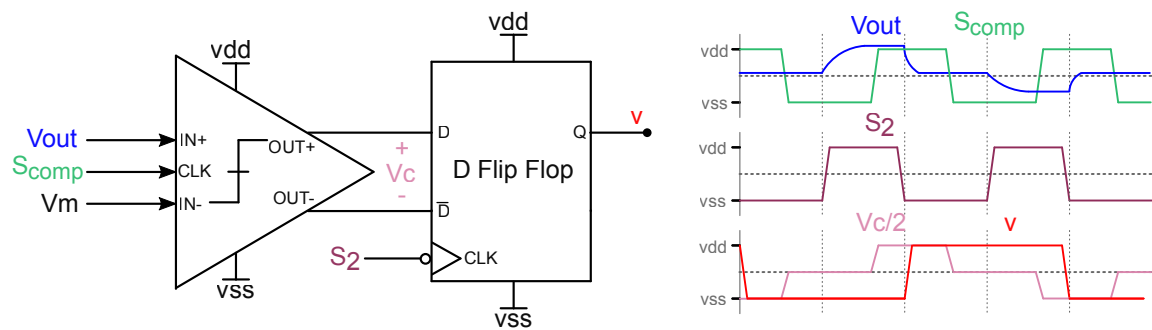 vdd
Vout
IN+
OUT+
Scomp
CLK
Vm
IN-
OUT-
vss
+
Vc
-
vdd
D
Q
v
D Flip Flop
D̅
S2
CLK
vss
Vout
Scomp
vdd
vss
S2
vdd
vss
Vc/2
v
vdd
vss